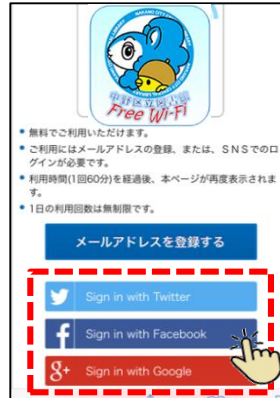 NAKANO CITY
中野区立図書館
Free Wi-Fi
無料でご利用いただけます。
ご利用にはメールアドレスの登録、または、SNSでのロ
グインが必要です。
利用時間(1回60分)を経過後、本ページが再度表示されま
す。
1日の利用回数は無制限です。
メールアドレスを登録する
Sign in with Twitter
f Sign in with Facebook
8+ Sign in with Google